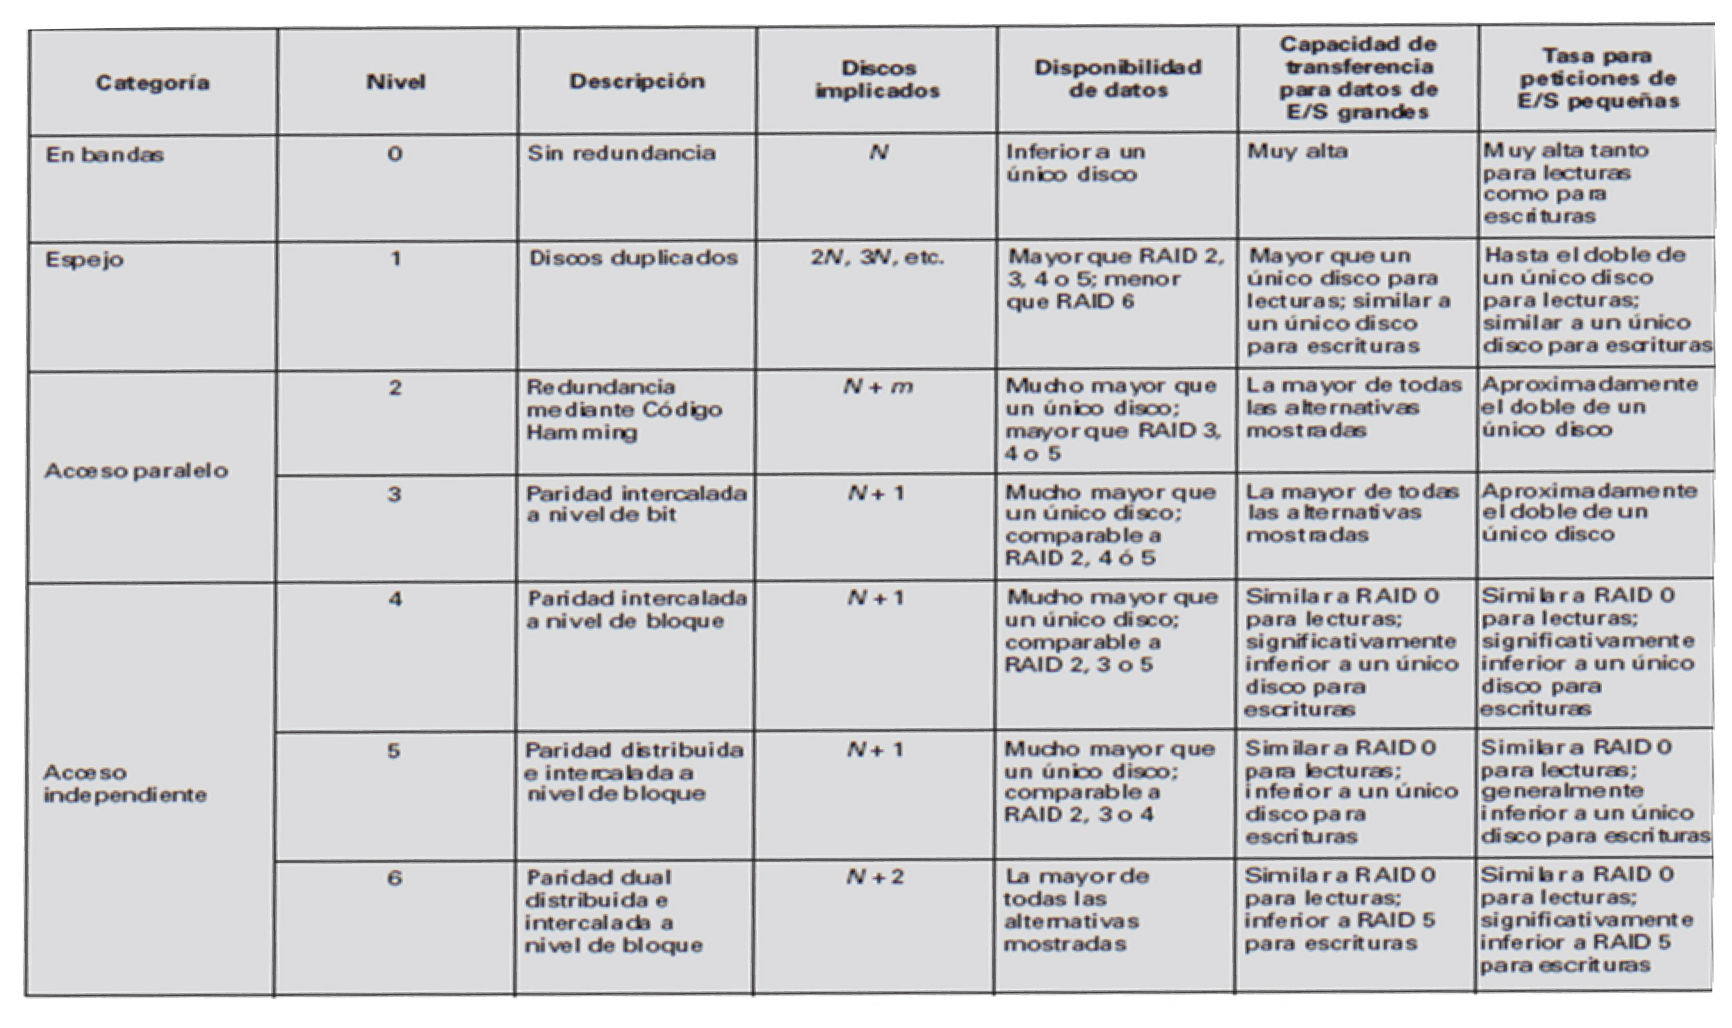 Categoría
Nivel
Descripción
Discos
implicados
Disponibilidad
de datos
Capacidad de
transferencia
para datos de
E/S grandes
Tasa para
peticiones de
E/S pequeñas
En bandas
0
Sin redundancia
N
Inferior a un
único disco
Muy alta
Muy alta tanto
para lecturas
como para
escrituras
Espejo
1
Discos duplicados
2N, 3N, etc.
Mayor que RAID 2,
3, 4 o 5; menor
que RAID 6
Mayor que un
único disco para
lecturas; similar a
un único disco
para escrituras
Hasta el doble de
un único disco
para lecturas;
similar a un único
disco para escrituras
Acceso paralelo
2
Redundancia
mediante Código
Hamming
N + m
Mucho mayor que
un único disco;
mayor que RAID 3,
4 o 5
La mayor de todas
las alternativas
mostradas
Aproximadamente
el doble de un
único disco
3
Paridad intercalada
a nivel de bit
N + 1
Mucho mayor que
un único disco;
comparable a
RAID 2, 4 ó 5
La mayor de todas
las alternativas
mostradas
Aproximadamente
el doble de un
único disco
Acceso
independiente
4
Paridad intercalada
a nivel de bloque
N + 1
Mucho mayor que
un único disco;
comparable a
RAID 2, 3 o 5
Similar a RAID 0
para lecturas;
significativamente
inferior a un único
disco para
escrituras
Similar a RAID 0
para lecturas;
significativamente
inferior a un único
disco para
escrituras
5
Paridad distribuida
e intercalada a
nivel de bloque
N + 1
Mucho mayor que
un único disco;
comparable a
RAID 2, 3 o 4
Similar a RAID 0
para lecturas;
inferior a un único
disco para
escrituras
Similar a RAID 0
para lecturas;
generalmente
inferior a un único
disco para escrituras
6
Paridad dual
distribuida e
intercalada a
nivel de bloque
N + 2
La mayor de
todas las
alternativas
mostradas
Similar a RAID 0
para lecturas;
inferior a RAID 5
para escrituras
Similar a RAID 0
para lecturas;
significativamente
inferior a RAID 5
para escrituras